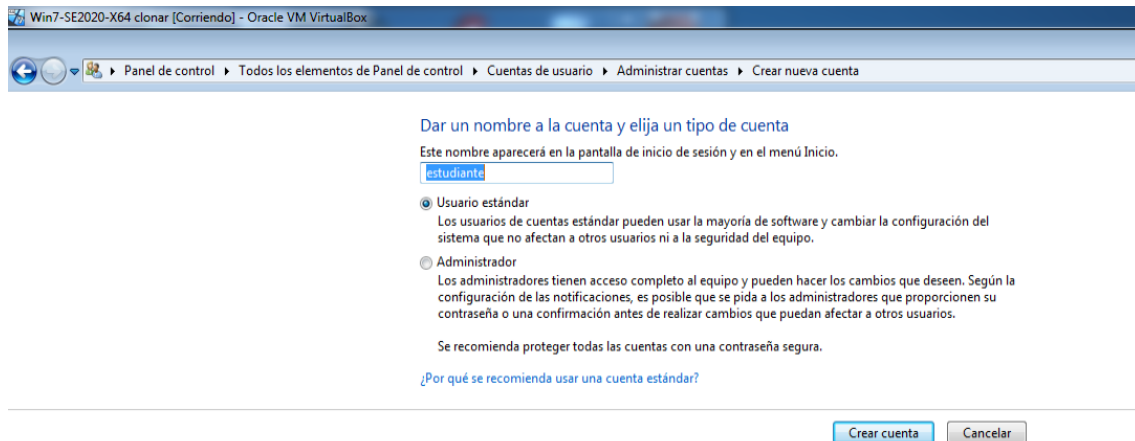 Win7-SE2020-X64 clonar [Corriendo] - Oracle VM VirtualBox
Panel de control ▸ Todos los elementos de Panel de control ▸ Cuentas de usuario ▸ Administrar cuentas ▸ Crear nueva cuenta
Dar un nombre a la cuenta y elija un tipo de cuenta
Este nombre aparecerá en la pantalla de inicio de sesión y en el menú Inicio.
estudiante
Usuario estándar
Los usuarios de cuentas estándar pueden usar la mayoría de software y cambiar la configuración del
sistema que no afectan a otros usuarios ni a la seguridad del equipo.
Administrador
Los administradores tienen acceso completo al equipo y pueden hacer los cambios que deseen. Según la
configuración de las notificaciones, es posible que se pida a los administradores que proporcionen su
contraseña o una confirmación antes de realizar cambios que puedan afectar a otros usuarios.
Se recomienda proteger todas las cuentas con una contraseña segura.
¿Por qué se recomienda usar una cuenta estándar?
Crear cuenta Cancelar